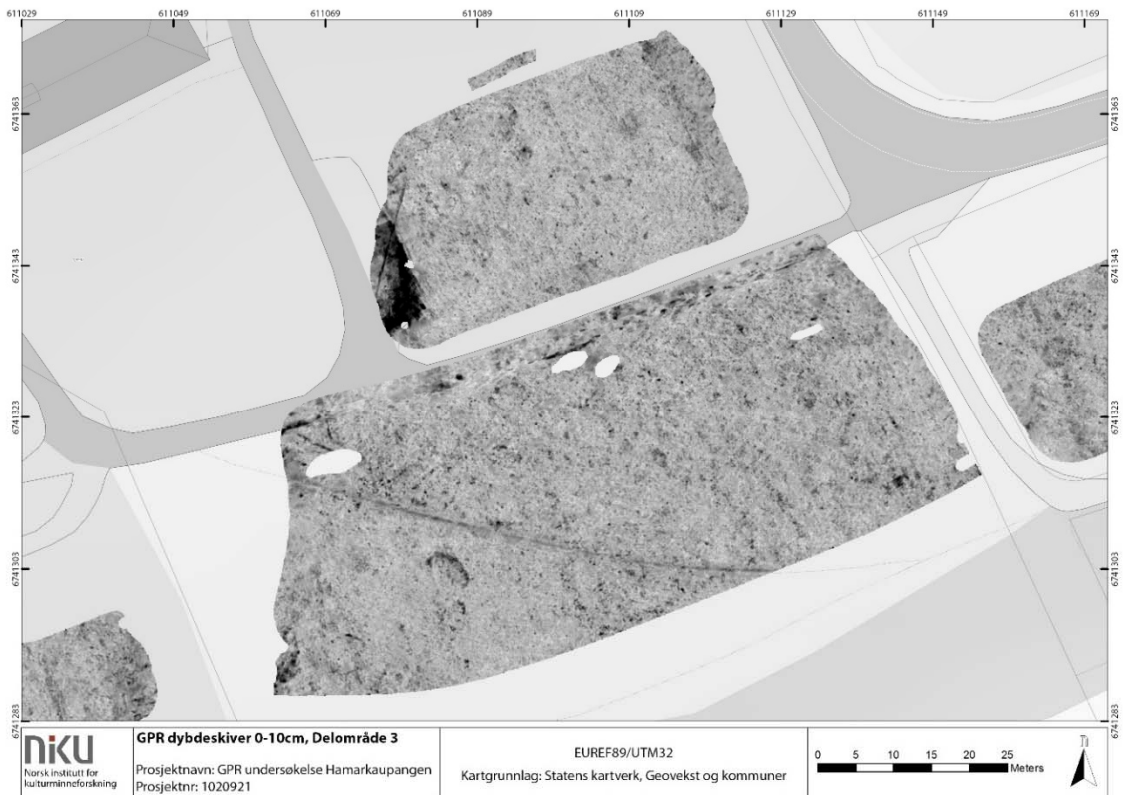 611029 611049 611069 611089 611109 611129 611149 611169
6741363 6741363
6741343 6741343
6741323 6741323
6741303 6741303
6741283 6741283
niku
Norsk institutt for
kulturminneforskning
GPR dybdeskiver 0-10cm, Delområde 3
Prosjektnavn: GPR undersøkelse Hamarkaupangen
Prosjektnr: 1020921
EUREF89/UTM32
Kartgrunnlag: Statens kartverk, Geovekst og kommuner
0 5 10 15 20 25
Meters